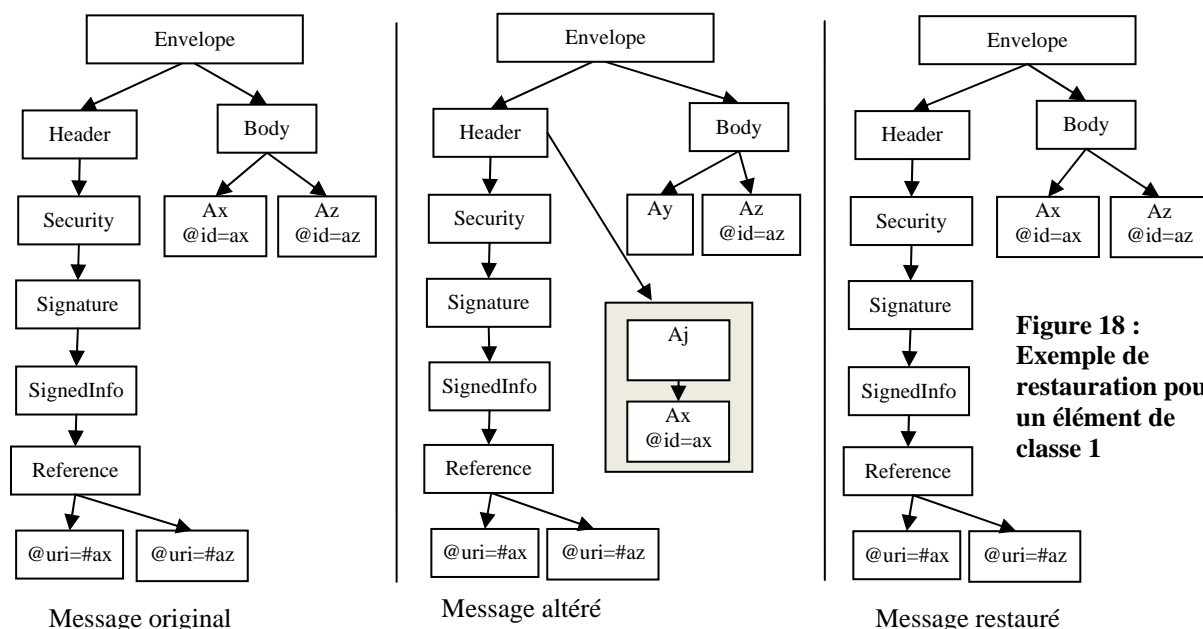 Envelope
Header
Body
Security
Ax
@id=ax
Az
@id=az
Signature
SignedInfo
Reference
@uri=#ax
@uri=#az
Message original
Envelope
Header
Body
Security
Ay
Az
@id=az
Signature
Aj
SignedInfo
Ax
@id=ax
Reference
@uri=#ax
@uri=#az
Message altéré
Envelope
Header
Body
Security
Ax
@id=ax
Az
@id=az
Signature
SignedInfo
Reference
@uri=#ax
@uri=#az
Message restauré
Figure 18 :
Exemple de
restauration pou
un élément de
classe 1